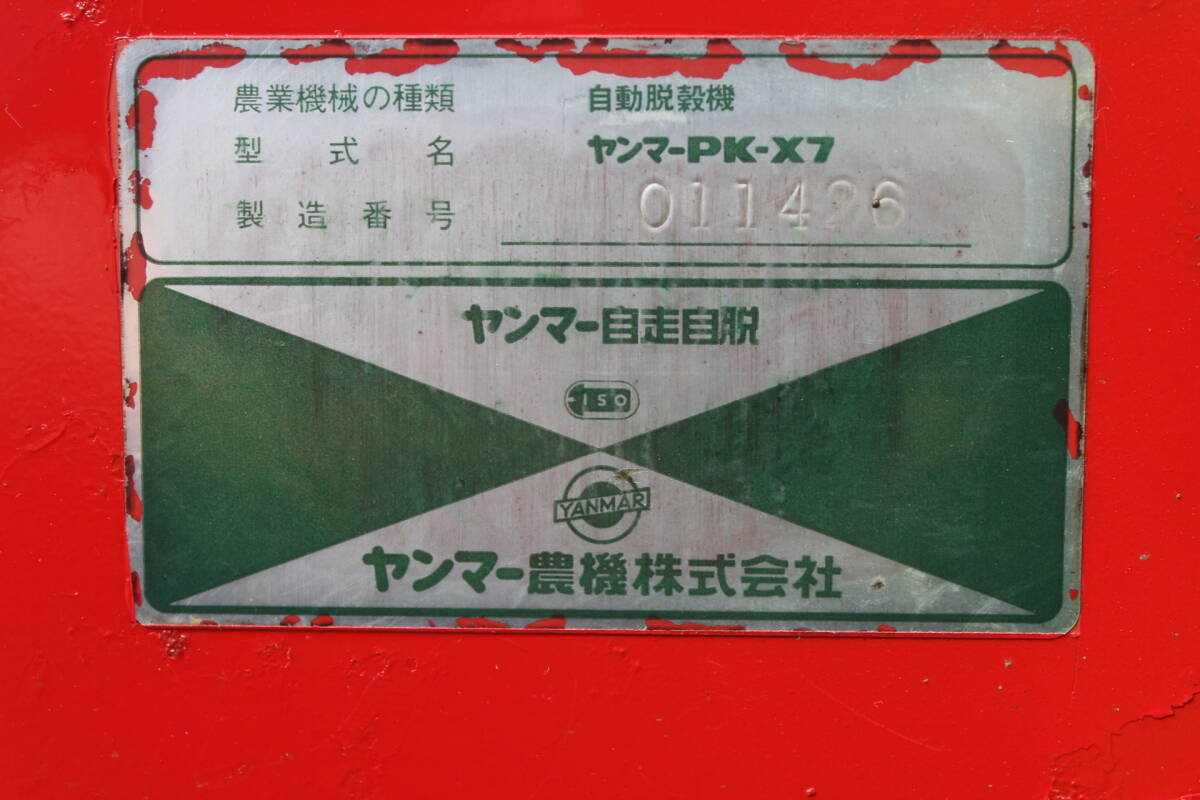 農業機械の種類 自動脱穀機
型式名 ヤンマーPK-X7
製造番号 011426
ヤンマー自走自脱
ISO
YANMAR
ヤンマー農機株式会社